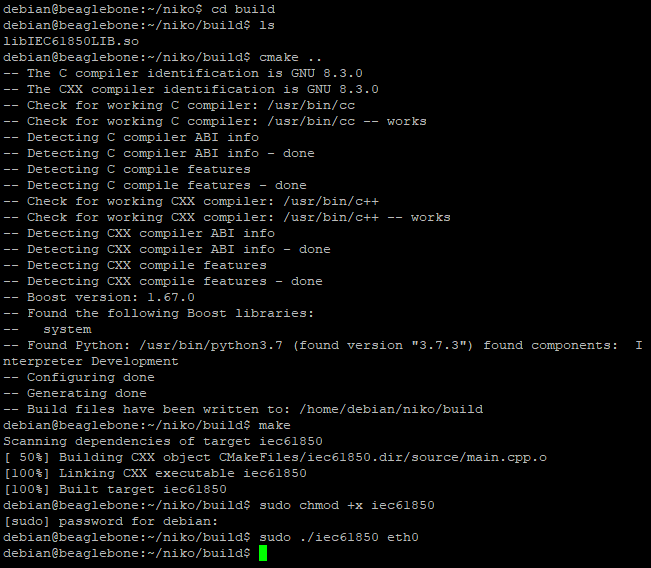 debian@beaglebone:~/niko$ cd build
debian@beaglebone:~/niko/build$ ls
libIEC61850LIB.so
debian@beaglebone:~/niko/build$ cmake ..
-- The C compiler identification is GNU 8.3.0
-- The CXX compiler identification is GNU 8.3.0
-- Check for working C compiler: /usr/bin/cc
-- Check for working C compiler: /usr/bin/cc -- works
-- Detecting C compiler ABI info
-- Detecting C compiler ABI info - done
-- Detecting C compile features
-- Detecting C compile features - done
-- Check for working CXX compiler: /usr/bin/c++
-- Check for working CXX compiler: /usr/bin/c++ -- works
-- Detecting CXX compiler ABI info
-- Detecting CXX compiler ABI info - done
-- Detecting CXX compile features
-- Detecting CXX compile features - done
-- Boost version: 1.67.0
-- Found the following Boost libraries:
--   system
-- Found Python: /usr/bin/python3.7 (found version "3.7.3") found components:  I
nterpreter Development
-- Configuring done
-- Generating done
-- Build files have been written to: /home/debian/niko/build
debian@beaglebone:~/niko/build$ make
Scanning dependencies of target iec61850
[ 50%] Building CXX object CMakeFiles/iec61850.dir/source/main.cpp.o
[100%] Linking CXX executable iec61850
[100%] Built target iec61850
debian@beaglebone:~/niko/build$ sudo chmod +x iec61850
[sudo] password for debian:
debian@beaglebone:~/niko/build$ sudo ./iec61850 eth0
debian@beaglebone:~/niko/build$